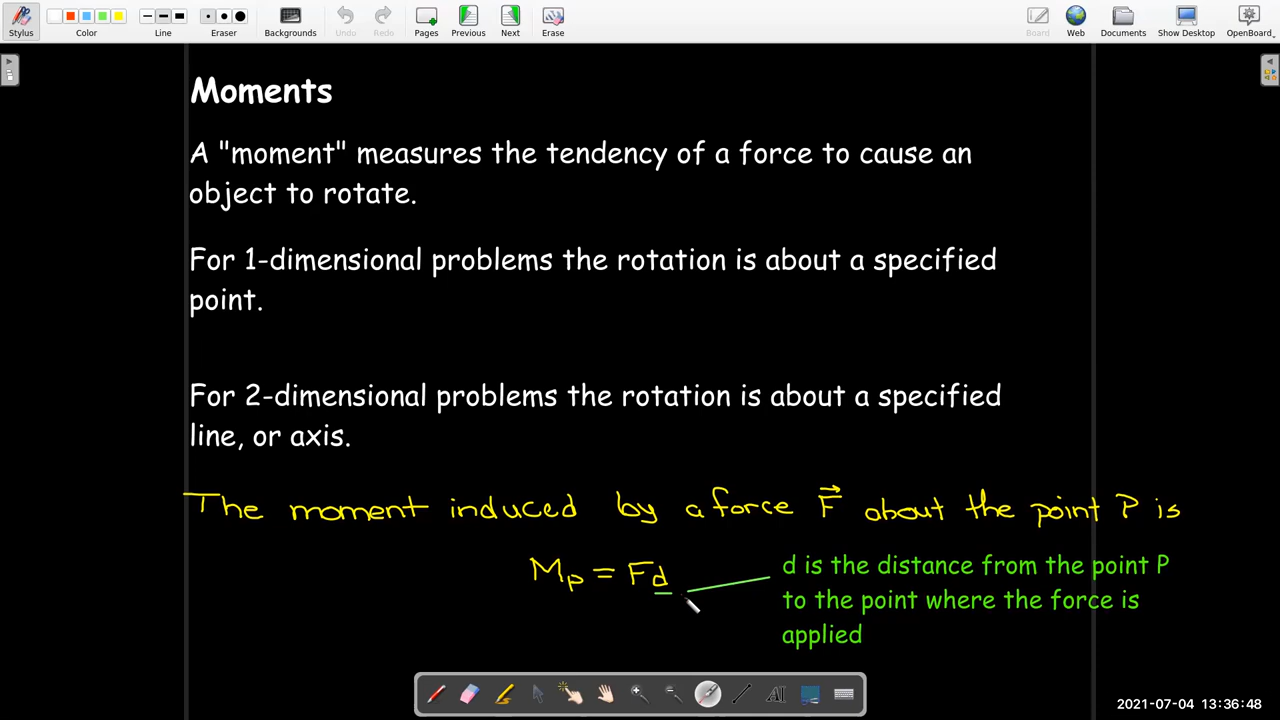 Stylus Color Line Eraser Backgrounds Undo Redo Pages Previous Next Erase Board Web Documents Show Desktop OpenBoard
Moments
A "moment" measures the tendency of a force to cause an
object to rotate.
For 1-dimensional problems the rotation is about a specified
point.
For 2-dimensional problems the rotation is about a specified
line, or axis.
The moment induced by a force F⃗ about the point P is
Mₚ = Fd
d is the distance from the point P
to the point where the force is
applied
AI
2021-07-04 13:36:48